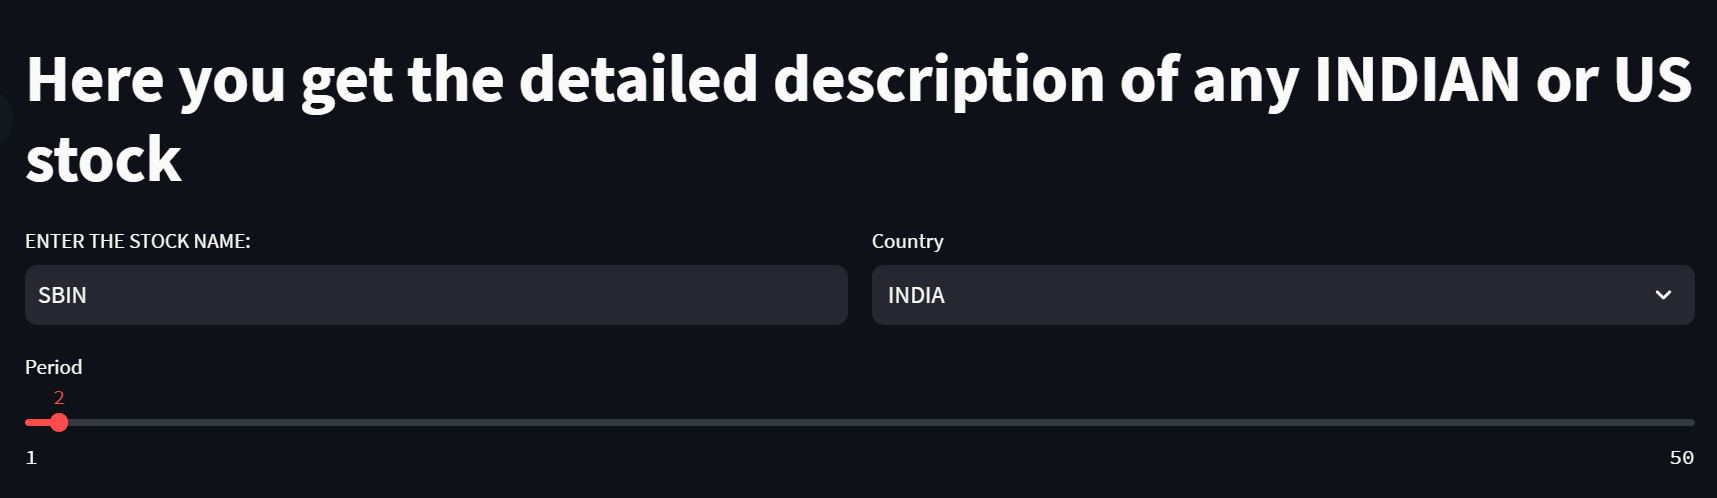 Here you get the detailed description of any INDIAN or US
stock
ENTER THE STOCK NAME:
Country
SBIN
INDIA
Period
2
1
50